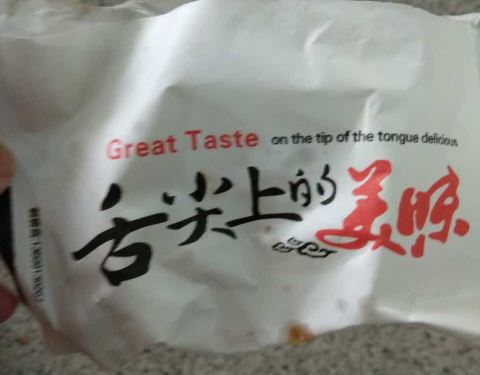 Great Taste on the tip of the tongue delicious
舌尖上的美味